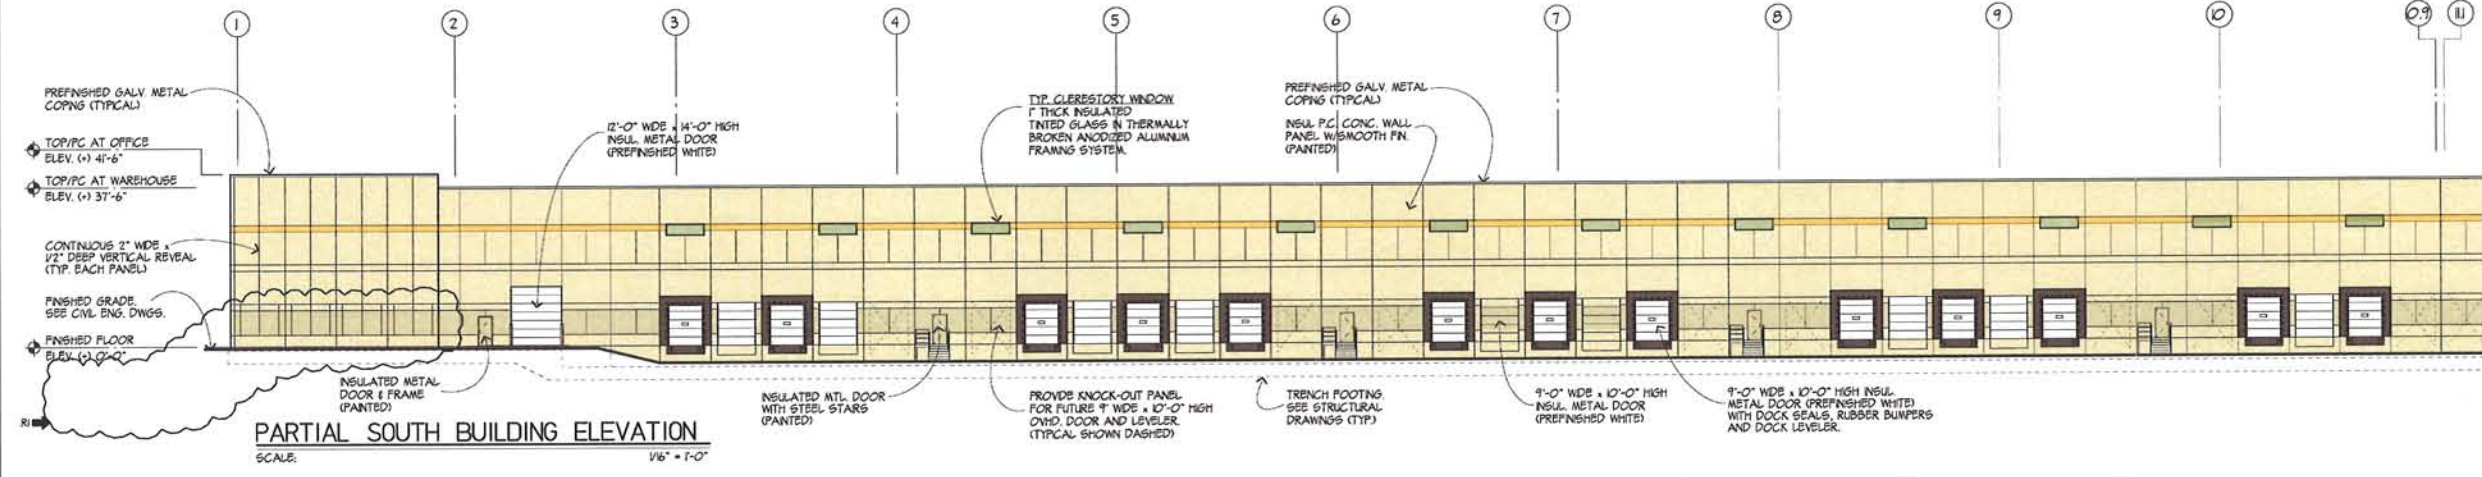 1 2 3 4 5 6 7 8 9 10 10.9 11.1
PREFINISHED GALV. METAL
COPING (TYPICAL)
TOP/PC AT OFFICE
ELEV. (+) 41'-6"
TOP/PC AT WAREHOUSE
ELEV. (+) 37'-6"
CONTINUOUS 2" WIDE x
1/2" DEEP VERTICAL REVEAL
(TYP. EACH PANEL)
FINISHED GRADE.
SEE CIVIL ENG. DWGS.
FINISHED FLOOR
ELEV. (+) 0'-0"
R1
12'-0" WIDE x 14'-0" HIGH
INSUL. METAL DOOR
(PREFINISHED WHITE)
TYP. CLERESTORY WINDOW
1" THICK INSULATED
TINTED GLASS IN THERMALLY
BROKEN ANODIZED ALUMINUM
FRAMING SYSTEM.
PREFINISHED GALV. METAL
COPING (TYPICAL)
INSUL P.C. CONC. WALL
PANEL W/SMOOTH FIN.
(PAINTED)
INSULATED METAL
DOOR & FRAME
(PAINTED)
INSULATED MTL. DOOR
WITH STEEL STAIRS
(PAINTED)
PROVIDE KNOCK-OUT PANEL
FOR FUTURE 9' WIDE x 10'-0" HIGH
OVHD. DOOR AND LEVELER.
(TYPICAL SHOWN DASHED)
TRENCH FOOTING.
SEE STRUCTURAL
DRAWINGS (TYP.)
9'-0" WIDE x 10'-0" HIGH
INSUL. METAL DOOR
(PREFINISHED WHITE)
9'-0" WIDE x 10'-0" HIGH INSUL.
METAL DOOR (PREFINISHED WHITE)
WITH DOCK SEALS, RUBBER BUMPERS
AND DOCK LEVELER.
PARTIAL SOUTH BUILDING ELEVATION
SCALE: 1/16" = 1'-0"